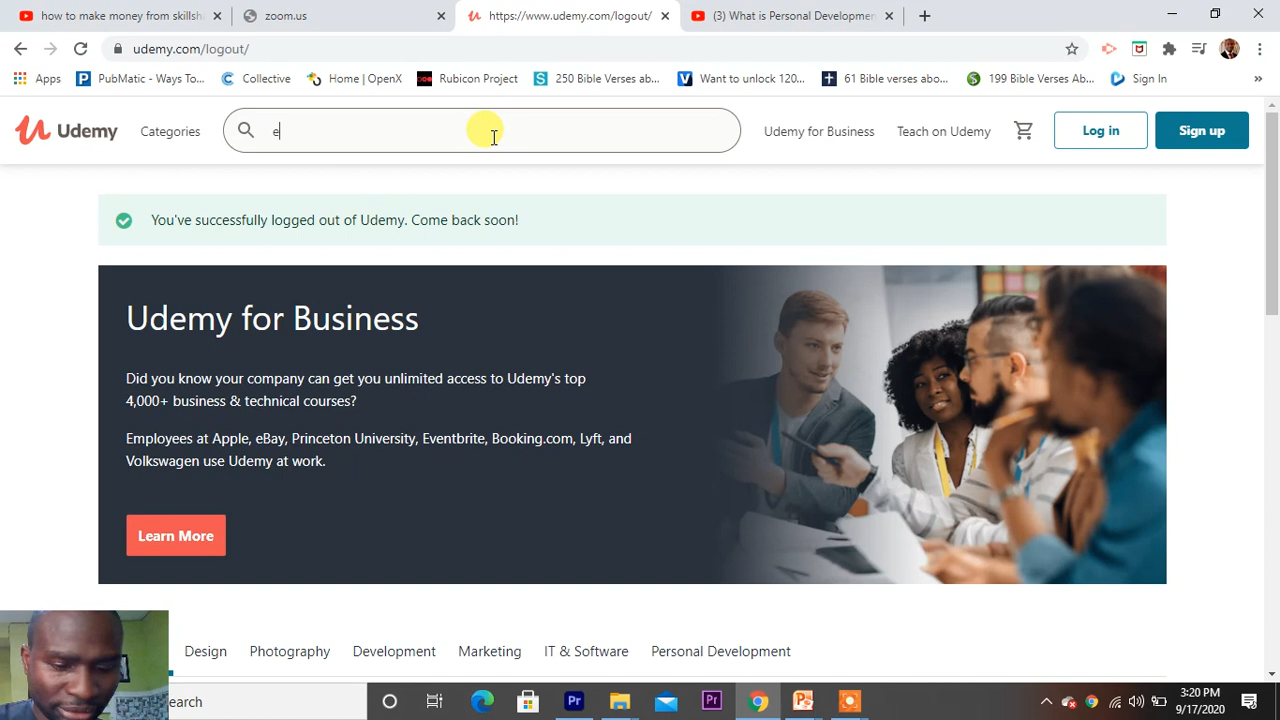 how to make money from skillsh
zoom.us
https://www.udemy.com/logout/
(3) What is Personal Developmen
udemy.com/logout/
Apps
PubMatic - Ways To...
Collective
Home | OpenX
Rubicon Project
250 Bible Verses ab...
Want to unlock 120...
61 Bible verses abo...
199 Bible Verses Ab...
Sign In
»
Udemy
Categories
e
Udemy for Business
Teach on Udemy
Log in
Sign up
You've successfully logged out of Udemy. Come back soon!
Udemy for Business
Did you know your company can get you unlimited access to Udemy's top
4,000+ business & technical courses?
Employees at Apple, eBay, Princeton University, Eventbrite, Booking.com, Lyft, and
Volkswagen use Udemy at work.
Learn More
Design
Photography
Development
Marketing
IT & Software
Personal Development
earch
3:20 PM
9/17/2020